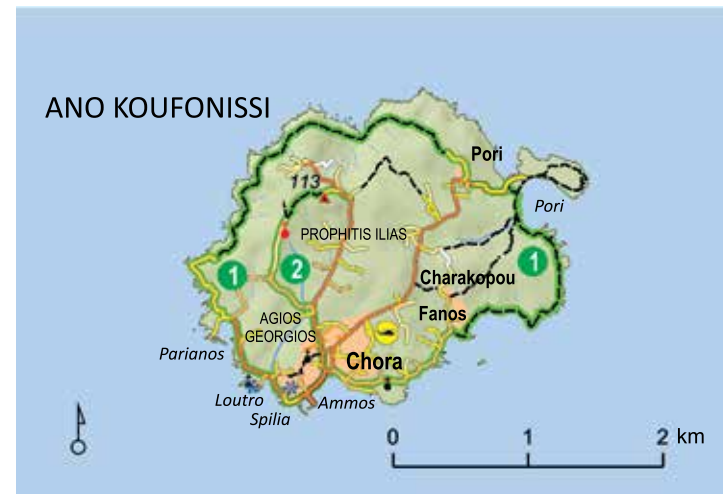 ANO KOUFONISSI
Pori
113
Pori
PROPHITIS ILIAS
1
2
Charakopou
1
Fanos
AGIOS
GEORGIOS
Parianos
Chora
Loutro
Ammos
Spilia
0
1
2 km